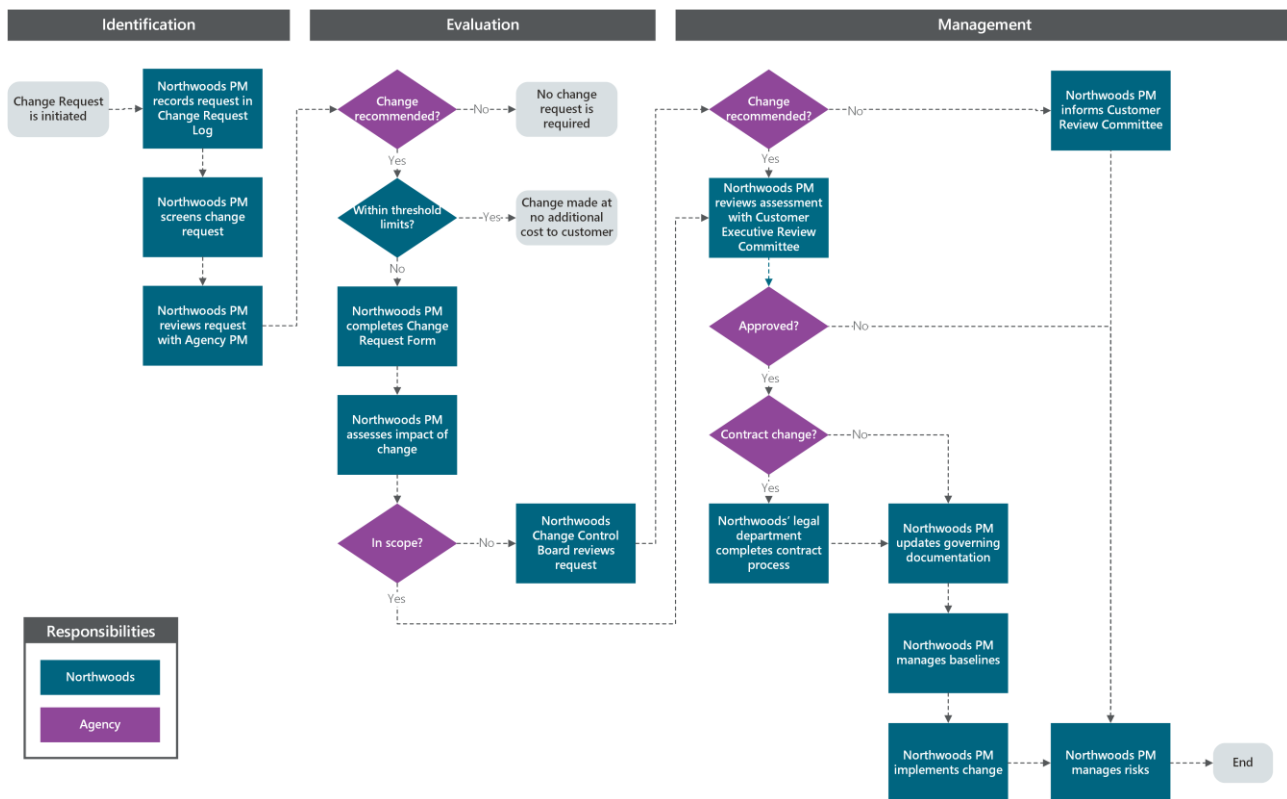 Identification
Evaluation
Management
Change Request
is initiated
Northwoods PM
records request in
Change Request
Log
Northwoods PM
screens change
request
Northwoods PM
reviews request
with Agency PM
Change
recommended?
No
No change
request is
required
Yes
Within threshold
limits?
Yes
Change made at
no additional
cost to customer
No
Northwoods PM
completes Change
Request Form
Northwoods PM
assesses impact of
change
In scope?
No
Northwoods
Change Control
Board reviews
request
Yes
Change
recommended?
No
Northwoods PM
informs Customer
Review Committee
Yes
Northwoods PM
reviews assessment
with Customer
Executive Review
Committee
Approved?
No
Yes
Contract change?
No
Yes
Northwoods’ legal
department
completes contract
process
Northwoods PM
updates governing
documentation
Northwoods PM
manages baselines
Northwoods PM
implements change
Northwoods PM
manages risks
End
Responsibilities
Northwoods
Agency